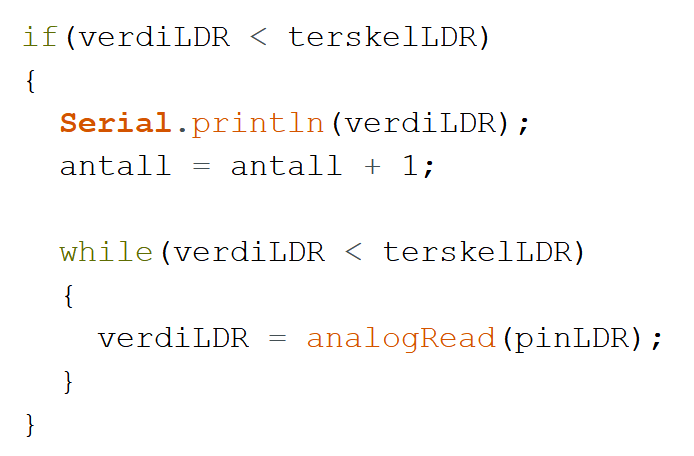 if(verdiLDR < terskelLDR)
{
Serial.println(verdiLDR);
antall = antall + 1;
while(verdiLDR < terskelLDR)
{
verdiLDR = analogRead(pinLDR);
}
}